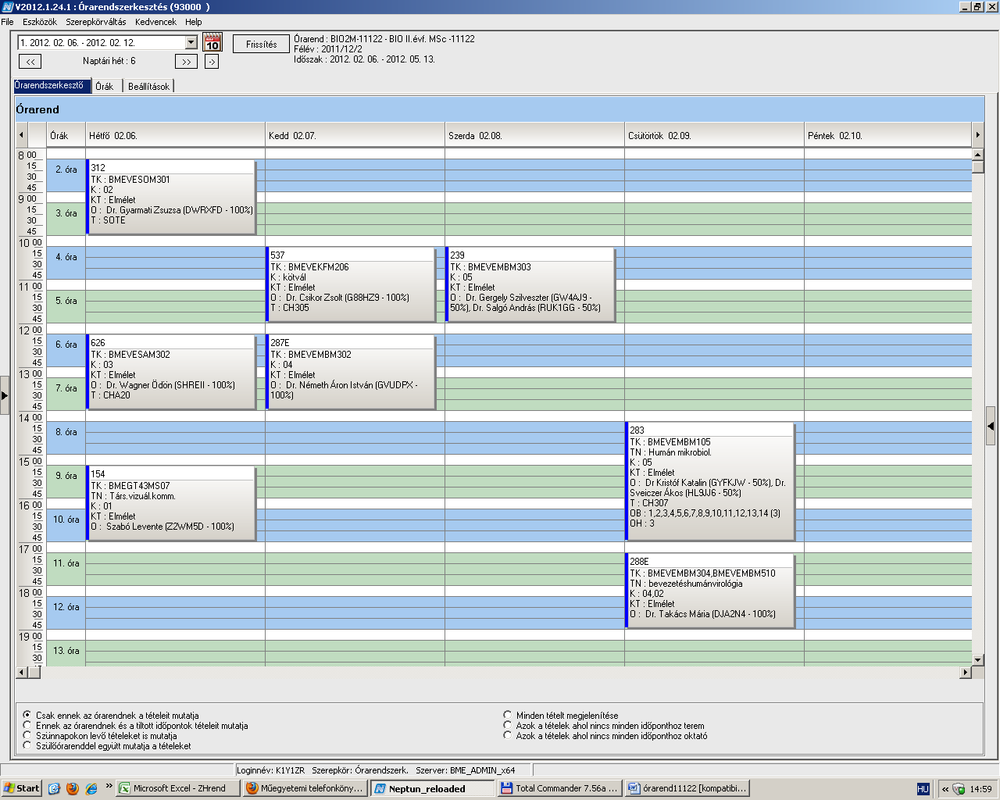 V2012.1.24.1 : Órarendszerkesztés (93000  )
File Eszközök Szerepkörváltás Kedvencek Help
1. 2012. 02. 06. - 2012. 02. 12.
10
Frissítés
Órarend : BIO2M-11122 - BIO II.évf. MSc -11122
Félév : 2011/12/2
Időszak : 2012. 02. 06. - 2012. 05. 13.
<< Naptári hét : 6 >> ->
Órarendszerkesztő Órák Beállítások
Órarend
Órák Hétfő 02.06. Kedd 02.07. Szerda 02.08. Csütörtök 02.09. Péntek 02.10.
8 00
15
30
45
9 00
15
30
45
10 00
15
30
45
11 00
15
30
45
12 00
15
30
45
13 00
15
30
45
14 00
15
30
45
15 00
15
30
45
16 00
15
30
45
17 00
15
30
45
18 00
15
30
45
19 00
15
30
2. óra
3. óra
4. óra
5. óra
6. óra
7. óra
8. óra
9. óra
10. óra
11. óra
12. óra
13. óra
312
TK : BMEVESOM301
K : 02
KT : Elmélet
O : Dr. Gyarmati Zsuzsa (DWRXFD - 100%)
T : SOTE
626
TK : BMEVESAM302
K : 03
KT : Elmélet
O : Dr. Wagner Ödön (SHREII - 100%)
T : CHA20
154
TK : BMEGT43MS07
TN : Társ.vizuál.komm.
K : 01
KT : Elmélet
O : Szabó Levente (Z2WM5D - 100%)
537
TK : BMEVEKFM206
K : kötvál
KT : Elmélet
O : Dr. Csikor Zsolt (G88HZ9 - 100%)
T : CH305
287E
TK : BMEVEMBM302
K : 04
KT : Elmélet
O : Dr. Németh Áron István (GVUDPX -
100%)
239
TK : BMEVEMBM303
K : 05
KT : Elmélet
O : Dr. Gergely Szilveszter (GW4AJ9 -
50%), Dr. Salgó András (RUK1GG - 50%)
283
TK : BMEVEMBM105
TN : Humán mikrobiol.
K : 05
KT : Elmélet
O : Dr Kristóf Katalin (GYFKJW - 50%), Dr.
Sveiczer Ákos (HL9JJ6 - 50%)
T : CH307
OB : 1,2,3,4,5,6,7,8,9,10,11,12,13,14 (3)
OH : 3
288E
TK : BMEVEMBM304,BMEVEMBM510
TN : bevezetéshumánvirológia
K : 04,02
KT : Elmélet
O : Dr. Takács Mária (DJA2N4 - 100%)
Csak ennek az órarendnek a tételeit mutatja
Ennek az órarendnek és a tiltott időpontok tételeit mutatja
Szünnapokon levő tételeket is mutatja
Szülőórarenddel együtt mutatja a tételeket
Minden tételt megjelenítése
Azok a tételek ahol nincs minden időponthoz terem
Azok a tételek ahol nincs minden időponthoz oktató
Loginnév: K1Y1ZR Szerepkör: Órarendszerk. Szerver: BME_ADMIN_x64
Start » Microsoft Excel - ZHrend Műegyetemi telefonköny... Neptun_reloaded Total Commander 7.56a ... órarend11122 [kompatibi... HU « 14:59